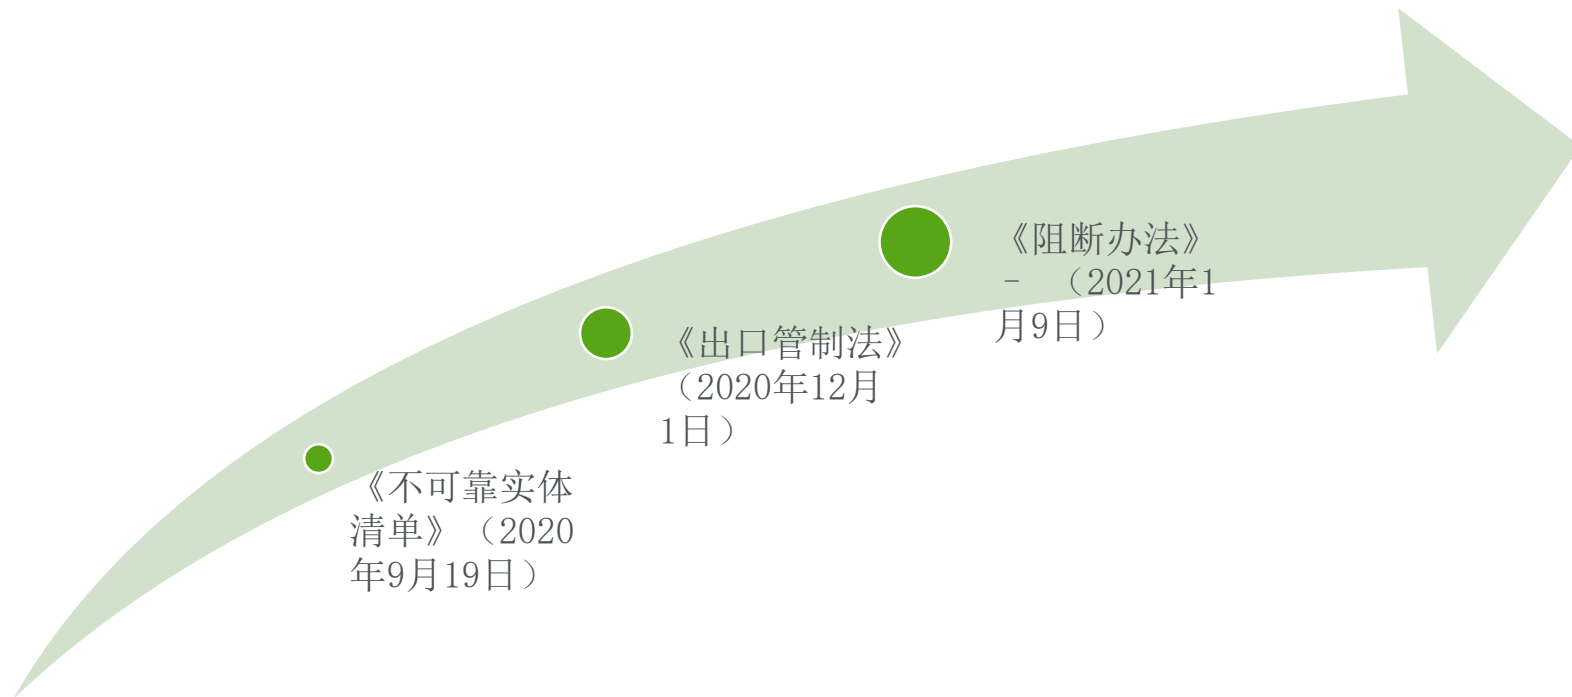 《不可靠实体
清单》（2020
年9月19日）
《出口管制法》
（2020年12月
1日）
《阻断办法》
- （2021年1
月9日）